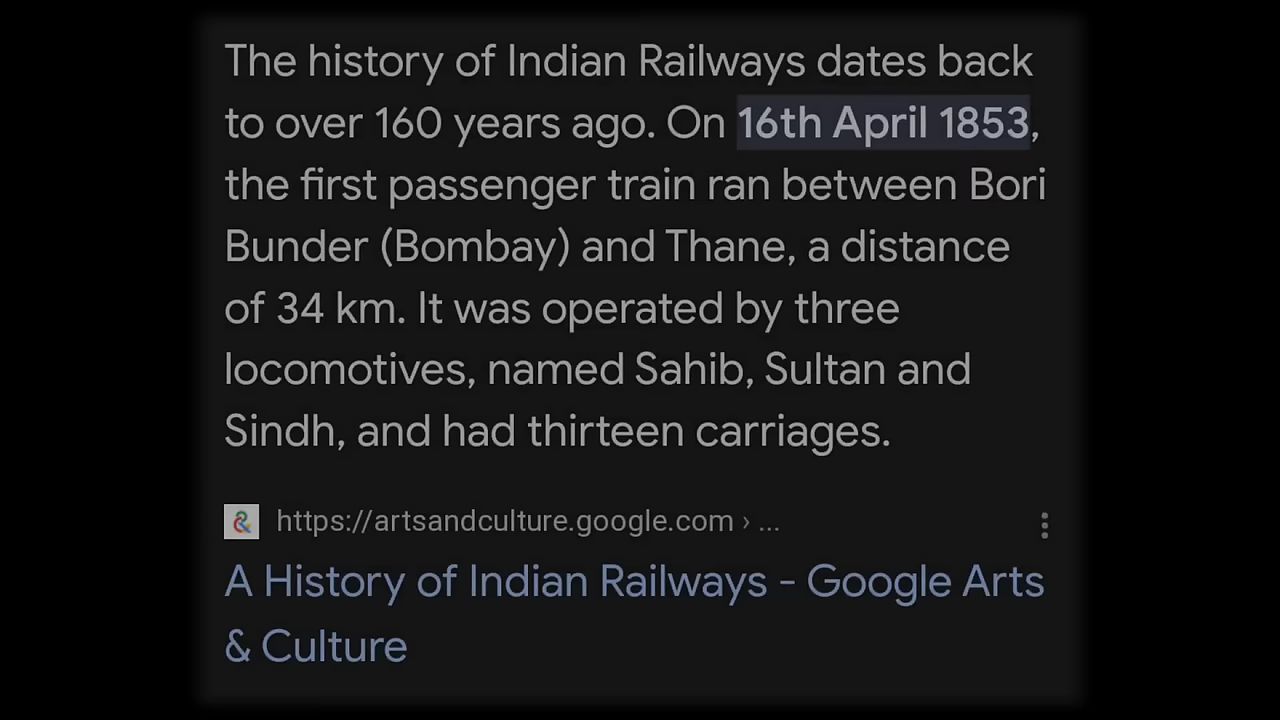 The history of Indian Railways dates back
to over 160 years ago. On 16th April 1853,
the first passenger train ran between Bori
Bunder (Bombay) and Thane, a distance
of 34 km. It was operated by three
locomotives, named Sahib, Sultan and
Sindh, and had thirteen carriages.
https://artsandculture.google.com › ...
A History of Indian Railways - Google Arts
& Culture